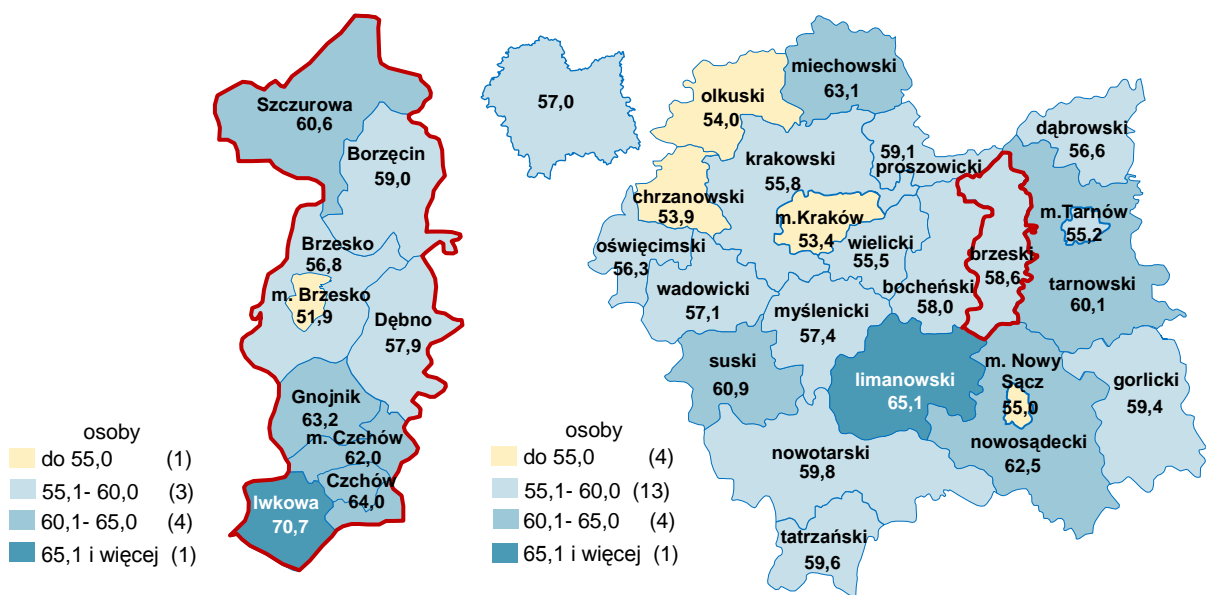 Szczurowa
60,6
Borzęcin
59,0
Brzesko
56,8
m. Brzesko
51,9
Dębno
57,9
Gnojnik
63,2
m. Czchów
62,0
Czchów
64,0
Iwkowa
70,7
osoby
do 55,0 (1)
55,1- 60,0 (3)
60,1- 65,0 (4)
65,1 i więcej (1)
57,0
miechowski
63,1
olkuski
54,0
dąbrowski
56,6
59,1
proszowicki
krakowski
55,8
chrzanowski
53,9
m.Kraków
53,4
m.Tarnów
55,2
oświęcimski
56,3
wielicki
55,5
brzeski
58,6
wadowicki
57,1
bocheński
58,0
tarnowski
60,1
myślenicki
57,4
suski
60,9
limanowski
65,1
m. Nowy
Sącz
55,0
gorlicki
59,4
nowosądecki
62,5
nowotarski
59,8
tatrzański
59,6
osoby
do 55,0 (4)
55,1- 60,0 (13)
60,1- 65,0 (4)
65,1 i więcej (1)